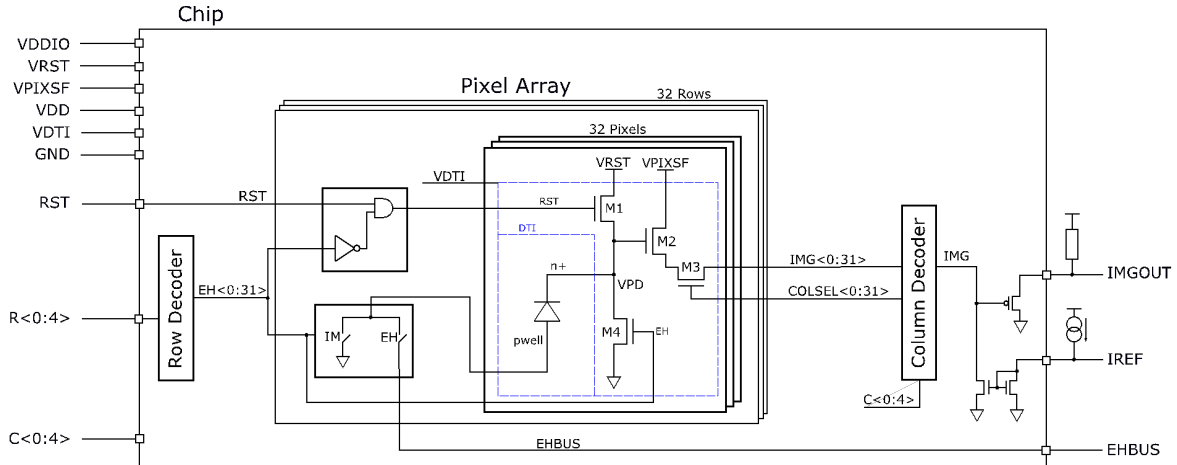 Chip
VDDIO
VRST
VPIXSF
VDD
VDTI
GND
RST
R<0:4>
C<0:4>
Pixel Array
32 Rows
32 Pixels
VRST
VPIXSF
VDTI
RST
RST
M1
DTI
M2
M3
n+
VPD
pwell
M4
EH
Row Decoder
EH<0:31>
IM
EH
IMG<0:31>
COLSEL<0:31>
Column Decoder
C<0:4>
IMG
IMGOUT
IREF
EHBUS
EHBUS